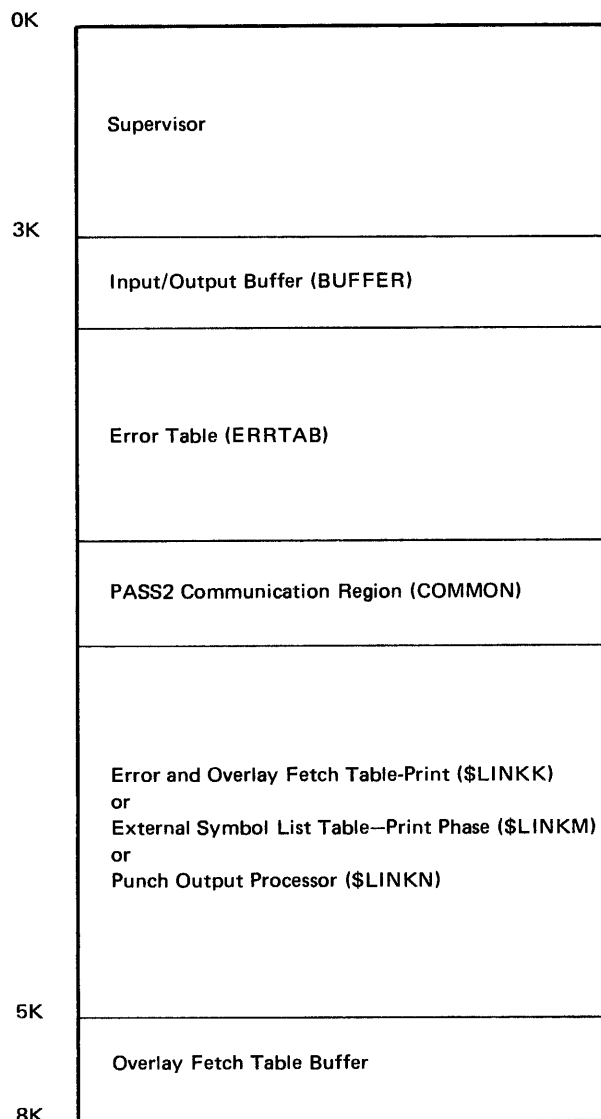 0K
Supervisor
3K
Input/Output Buffer (BUFFER)
Error Table (ERRTAB)
PASS2 Communication Region (COMMON)
Error and Overlay Fetch Table-Print ($LINKK)
or
External Symbol List Table—Print Phase ($LINKM)
or
Punch Output Processor ($LINKN)
5K
Overlay Fetch Table Buffer
8K